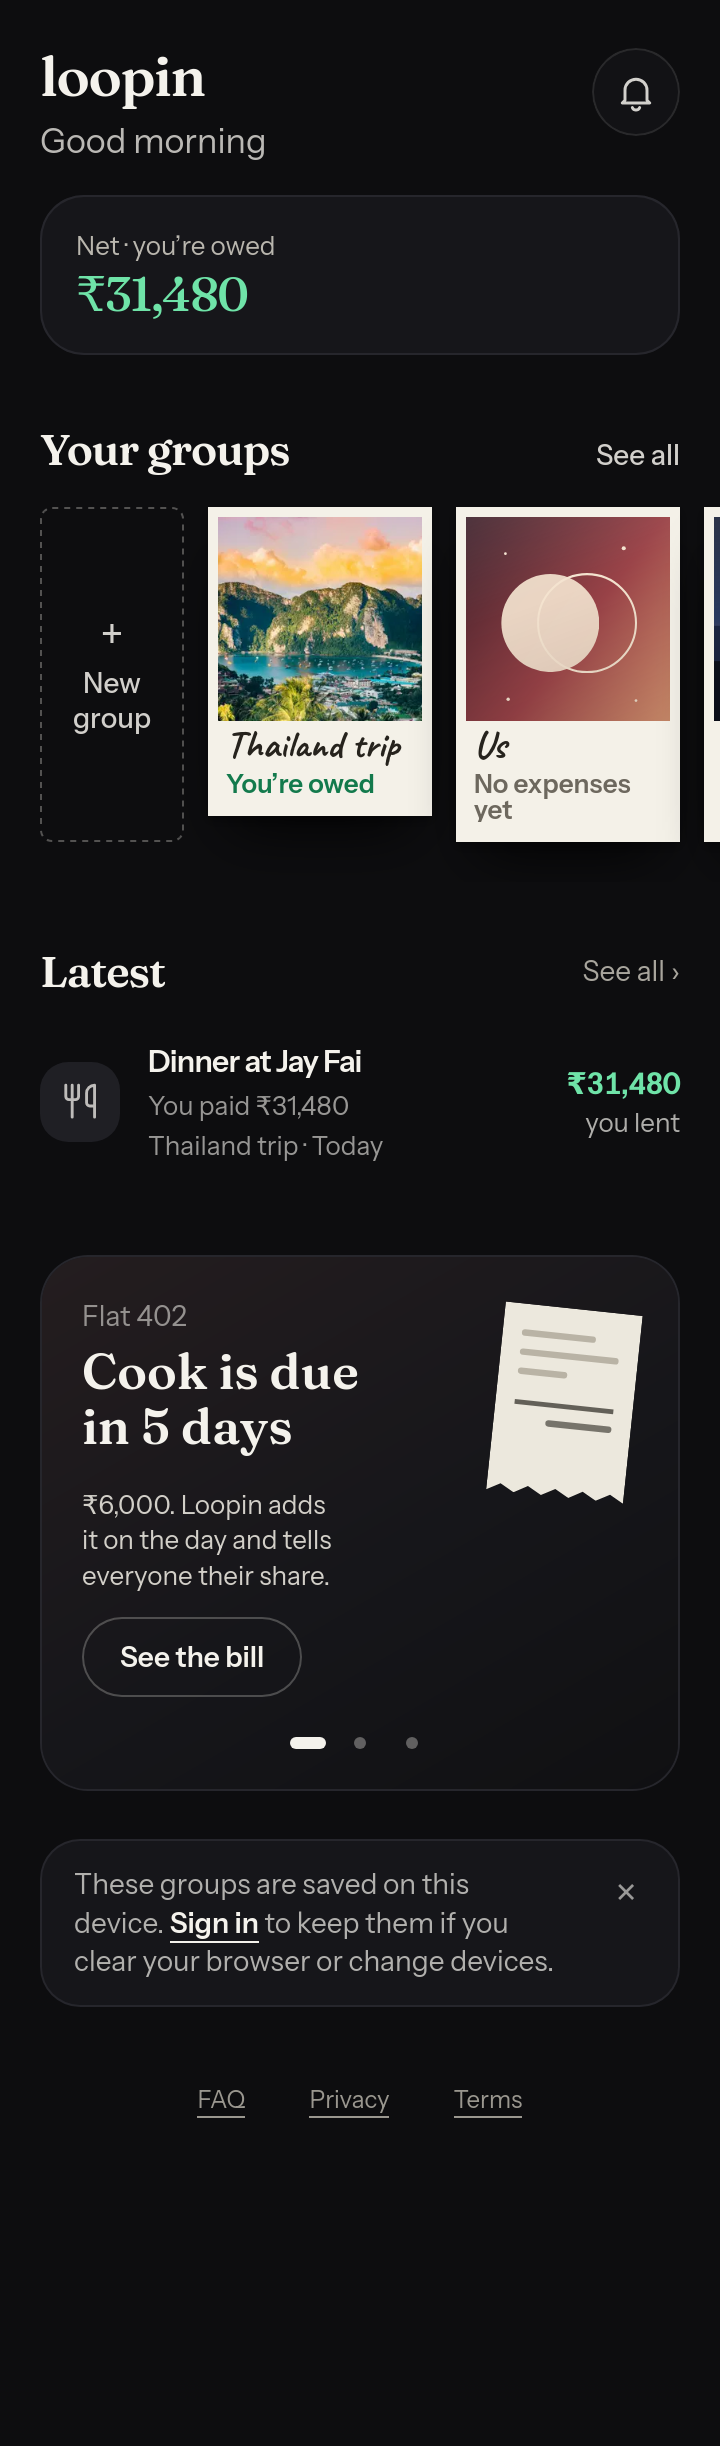 loopin
Good morning
Net · you’re owed
₹31,480
Your groups
See all
+
New
group
Thailand trip
You’re owed
Us
No expenses
yet
Latest
See all ›
Dinner at Jay Fai
You paid ₹31,480
Thailand trip · Today
₹31,480
you lent
Flat 402
Cook is due
in 5 days
₹6,000. Loopin adds
it on the day and tells
everyone their share.
See the bill
These groups are saved on this
device. Sign in to keep them if you
clear your browser or change devices.
×
FAQ
Privacy
Terms